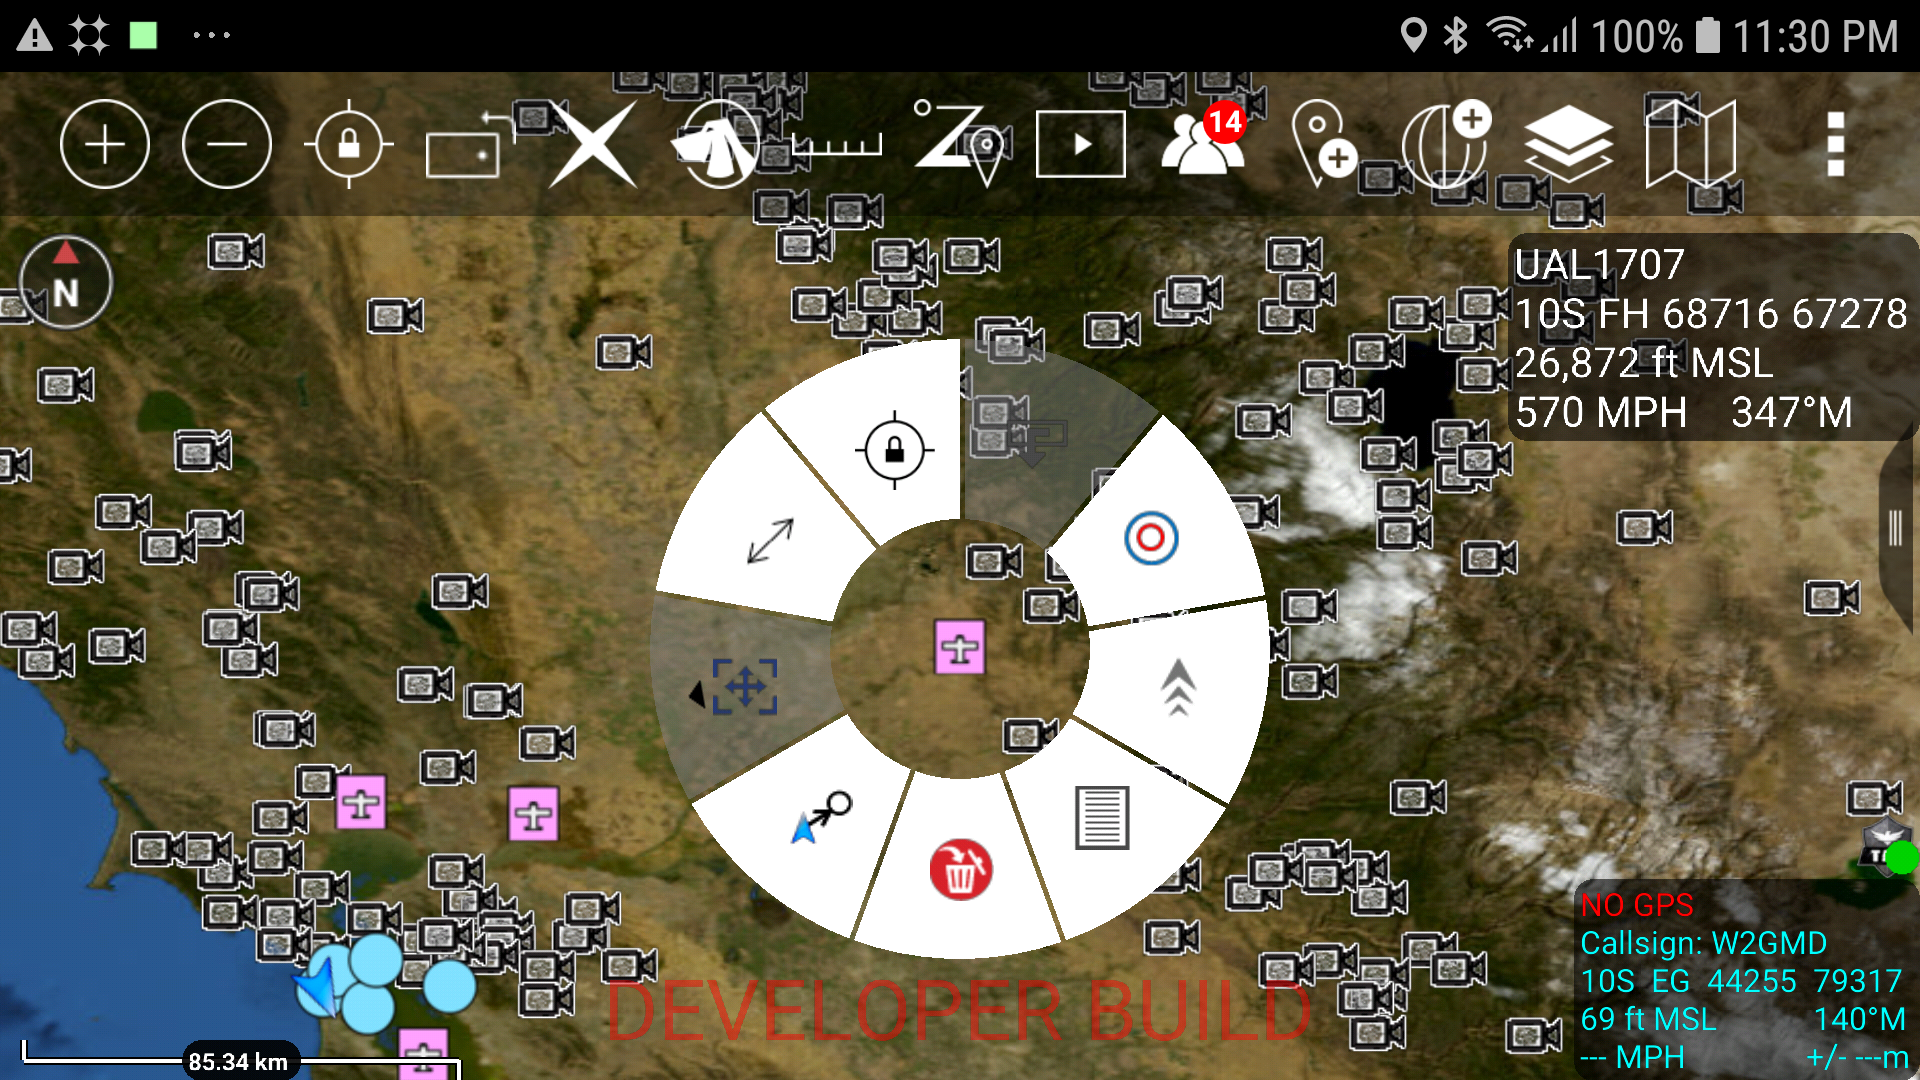 100% 11:30 PM
14
N
UAL1707
10S FH 68716 67278
26,872 ft MSL
570 MPH 347°M
NO GPS
Callsign: W2GMD
10S EG 44255 79317
69 ft MSL 140°M
--- MPH +/- ---m
DEVELOPER BUILD
85.34 km